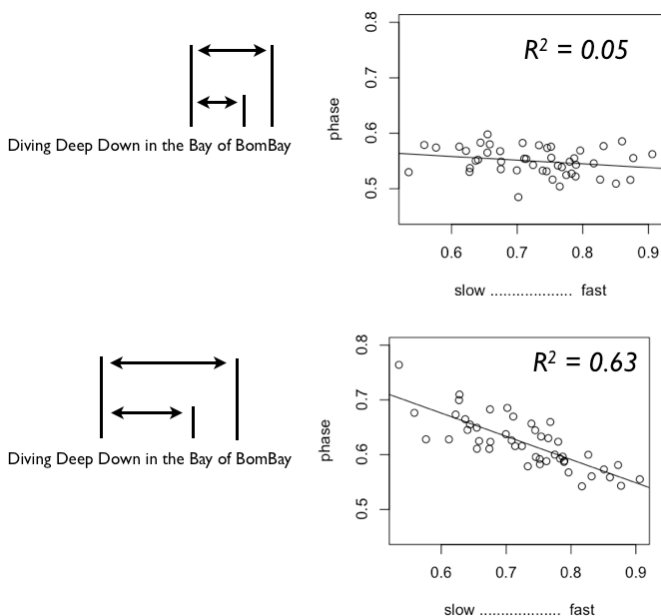 R² = 0.05
Diving Deep Down in the Bay of BomBay
phase
0.8
0.7
0.6
0.5
0.6 0.7 0.8 0.9
slow ................... fast
R² = 0.63
Diving Deep Down in the Bay of BomBay
phase
0.8
0.7
0.6
0.5
0.6 0.7 0.8 0.9
slow ................... fast